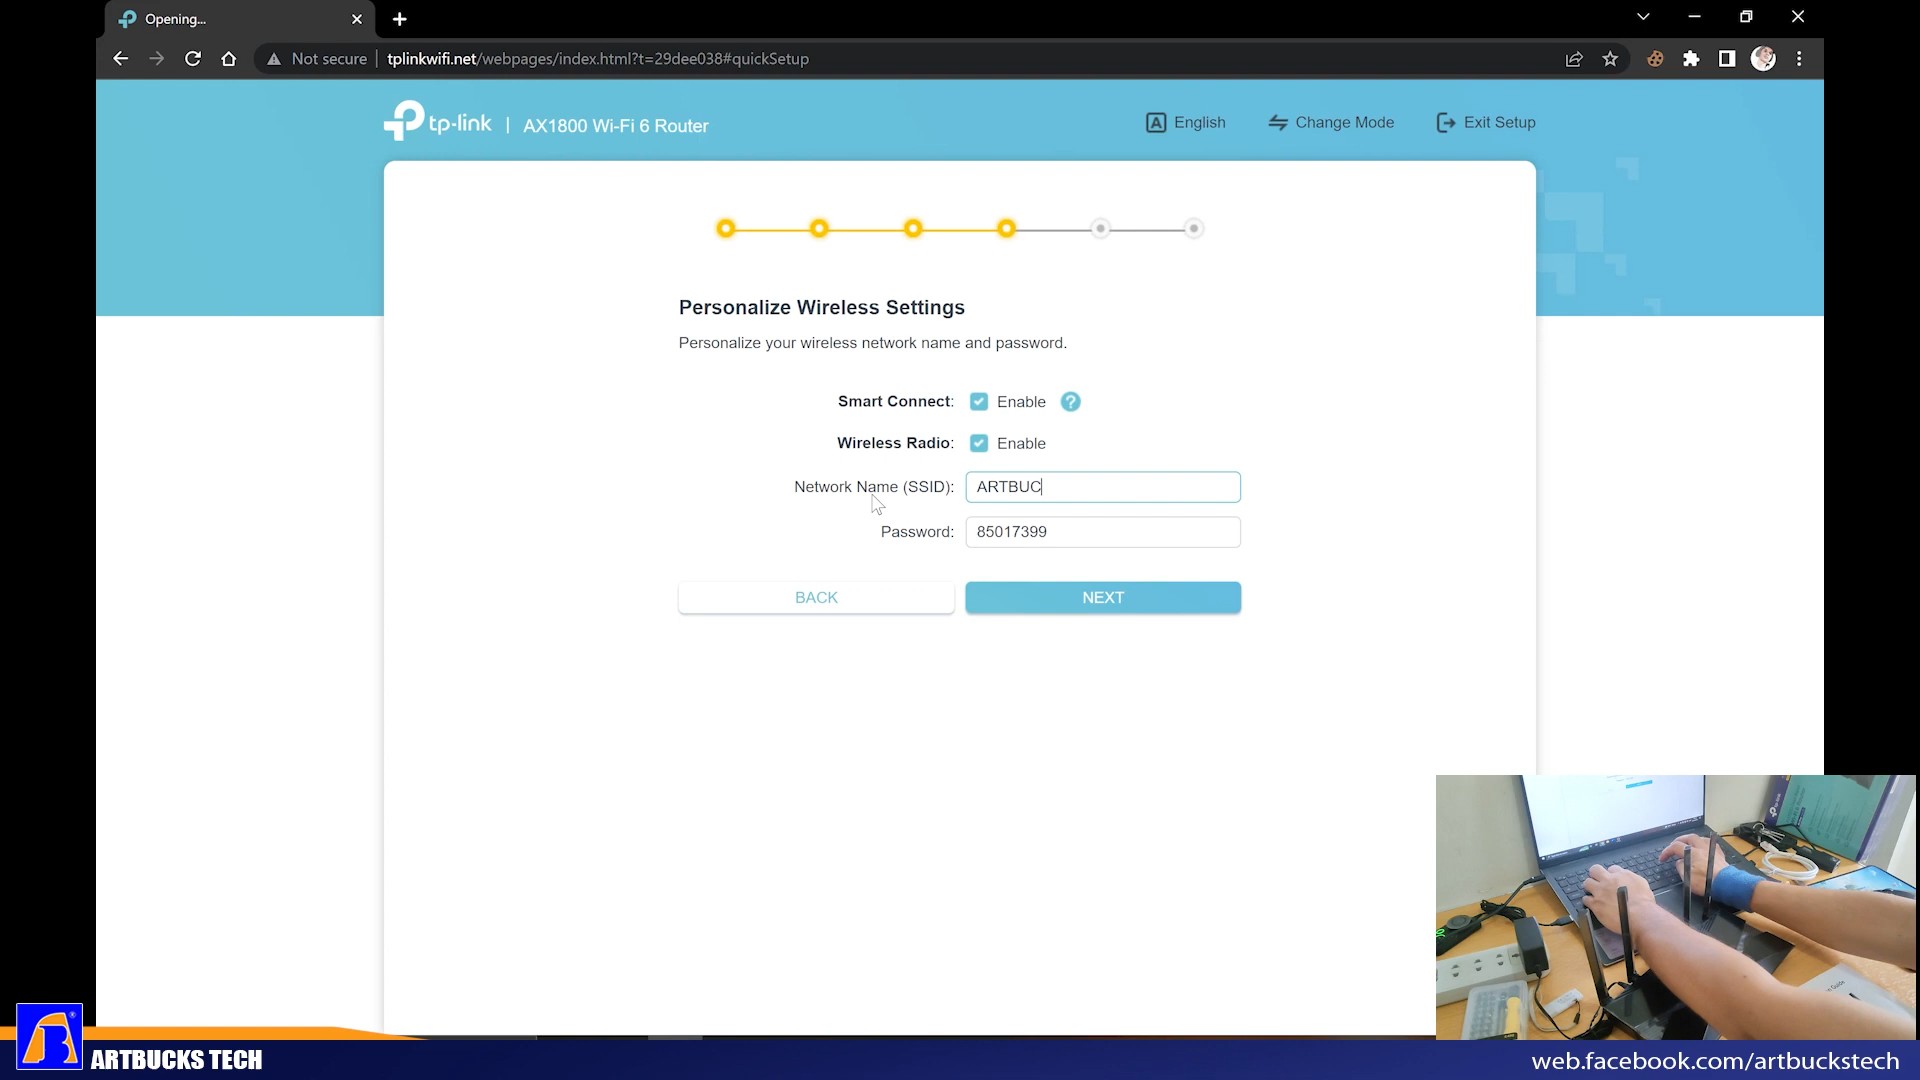 Opening...
Not secure
tplinkwifi.net/webpages/index.html?t=29dee038#quickSetup
tp-link | AX1800 Wi-Fi 6 Router
English
Change Mode
Exit Setup
Personalize Wireless Settings
Personalize your wireless network name and password.
Smart Connect: Enable ?
Wireless Radio: Enable
Network Name (SSID): ARTBUC
Password: 85017399
BACK
NEXT
ARTBUCKS TECH
web.facebook.com/artbuckstech